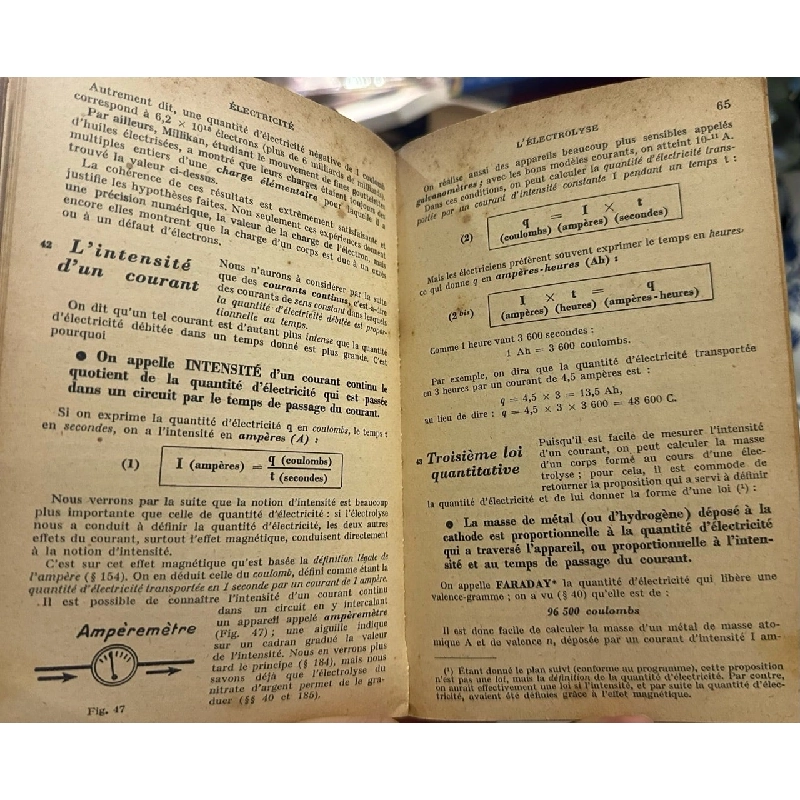 ÉLECTRICITÉ
Autrement dit, une quantité d'électricité négative de 1 coulomb
correspond à 6,2 × 10¹⁸ électrons (plus de 6 milliards de milliards).
Par ailleurs, Millikan, étudiant le mouvement de fines gouttelettes
d'huiles électrisées, a montré que leurs charges étaient toujours des
multiples entiers d'une charge élémentaire pour laquelle il a
trouvé la valeur ci-dessus.
La cohérence de ces résultats est extrêmement satisfaisante et
justifie les hypothèses faites. Non seulement ces expériences donnent
une précision numérique, la valeur de la charge de l'électron, mais
encore elles montrent que la charge d'un corps est due à un excès
ou à un défaut d'électrons.
42 L'intensité
d'un courant
Nous n'aurons à considérer par la suite
que des courants continus, c'est-à-dire
des courants de sens constant dans lesquels
la quantité d'électricité débitée est propor-
tionnelle au temps.
On dit qu'un tel courant est d'autant plus intense que la quantité
d'électricité débitée dans un temps donné est plus grande. C'est
pourquoi
● On appelle INTENSITÉ d'un courant continu le
quotient de la quantité d'électricité qui est passée
dans un circuit par le temps de passage du courant.
Si on exprime la quantité d'électricité q en coulombs, le temps t
en secondes, on a l'intensité en ampères (A) :
(1) I (ampères) = q (coulombs)
t (secondes)
Nous verrons par la suite que la notion d'intensité est beaucoup
plus importante que celle de quantité d'électricité : si l'électrolyse
nous a conduit à définir la quantité d'électricité, les deux autres
effets du courant, surtout l'effet magnétique, conduisent directement
à la notion d'intensité.
C'est sur cet effet magnétique qu'est basée la définition légale de
l'ampère (§ 154). On en déduit celle du coulomb, défini comme étant la
quantité d'électricité transportée en 1 seconde par un courant de 1 ampère.
Il est possible de connaître l'intensité d'un courant continu
dans un circuit en y intercalant
un appareil appelé ampèremètre
(Fig. 47) ; une aiguille indique
sur un cadran gradué la valeur
de l'intensité. Nous en verrons plus
tard le principe (§ 184), mais nous
savons déjà que l'électrolyse du
nitrate d'argent permet de le gra-
duer (§§ 40 et 185).
Ampèremètre
Fig. 47
L'ÉLECTROLYSE
65
On réalise aussi des appareils beaucoup plus sensibles appelés
galvanomètres ; avec les bons modèles courants, on atteint 10⁻¹¹ A.
Dans ces conditions, on peut calculer la quantité d'électricité trans-
portée par un courant d'intensité constante I pendant un temps t :
(2) q = I × t
(coulombs) (ampères) (secondes)
Mais les électriciens préfèrent souvent exprimer le temps en heures,
ce qui donne q en ampères-heures (Ah) :
(2 bis) I × t = q
(ampères) (heures) (ampères-heures)
Comme 1 heure vaut 3 600 secondes :
1 Ah = 3 600 coulombs.
Par exemple, on dira que la quantité d'électricité transportée
en 3 heures par un courant de 4,5 ampères est :
q = 4,5 × 3 = 13,5 Ah,
au lieu de dire : q = 4,5 × 3 × 3 600 = 48 600 C.
43 Troisième loi
quantitative
Puisqu'il est facile de mesurer l'intensité
d'un courant, on peut calculer la masse
d'un corps formé au cours d'une élec-
trolyse ; pour cela, il est commode de
retourner la proposition qui a servi à définir
la quantité d'électricité et de lui donner la forme d'une loi (¹) :
● La masse de métal (ou d'hydrogène) déposé à la
cathode est proportionnelle à la quantité d'électricité
qui a traversé l'appareil, ou proportionnelle à l'inten-
sité et au temps de passage du courant.
On appelle FARADAY* la quantité d'électricité qui libère une
valence-gramme ; on a vu (§ 40) qu'elle est de :
96 500 coulombs
Il est donc facile de calculer la masse d'un métal de masse ato-
mique A et de valence n, déposée par un courant d'intensité I am-
(¹) Étant donné le plan suivi (conforme au programme), cette proposition
n'est pas une loi, mais la définition de la quantité d'électricité. Par contre,
on aurait effectivement une loi si l'intensité, et par suite la quantité d'élec-
tricité, avaient été définies grâce à l'effet magnétique.